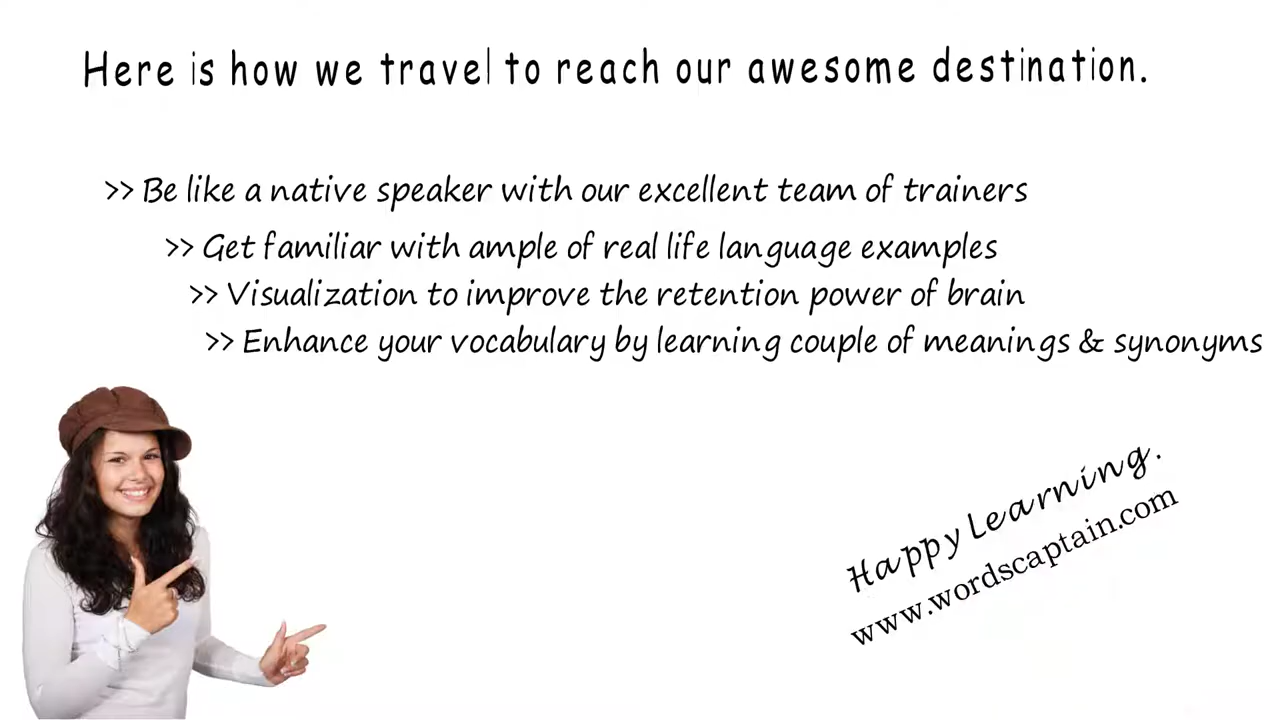 Here is how we travel to reach our awesome destination.
>> Be like a native speaker with our excellent team of trainers
>> Get familiar with ample of real life language examples
>> Visualization to improve the retention power of brain
>> Enhance your vocabulary by learning couple of meanings & synonyms
Happy Learning.
www.wordscaptain.com